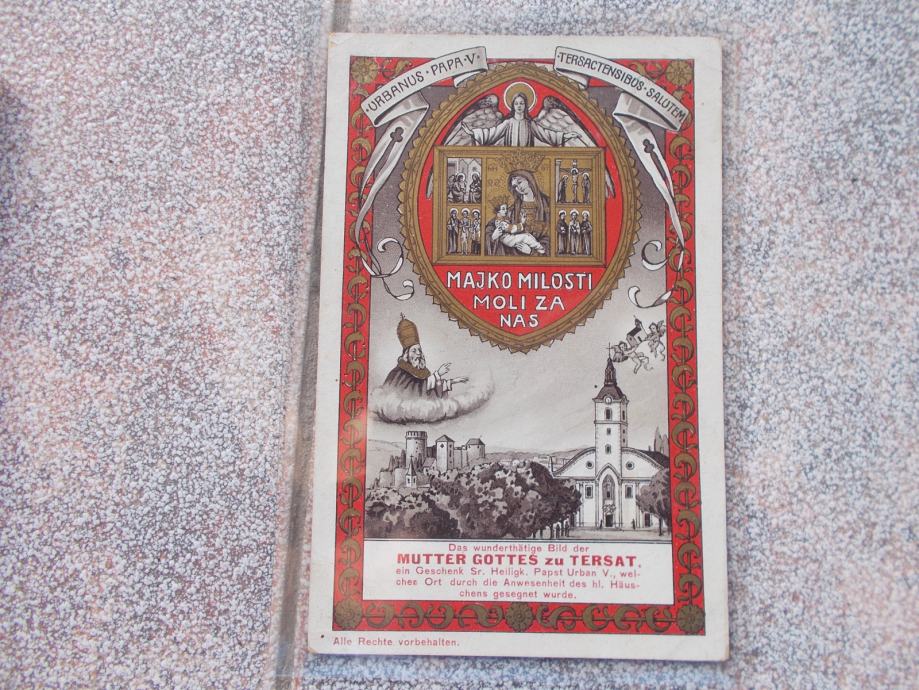 URBANUS · PAPA · V ·
· TERSACTENSIBUS · SALUTEM
MAJKO MILOSTI
MOLI ZA
NAS
Das wunderthätige Bild der
MUTTER GOTTES zu TERSAT.
ein Geschenk Sr. Heiligk. Papst Urban V., wel-
chee Ort durch die Anwesenheit des hl. Häus-
chens gesegnet wurde.
Alle Rechte vorbehalten.